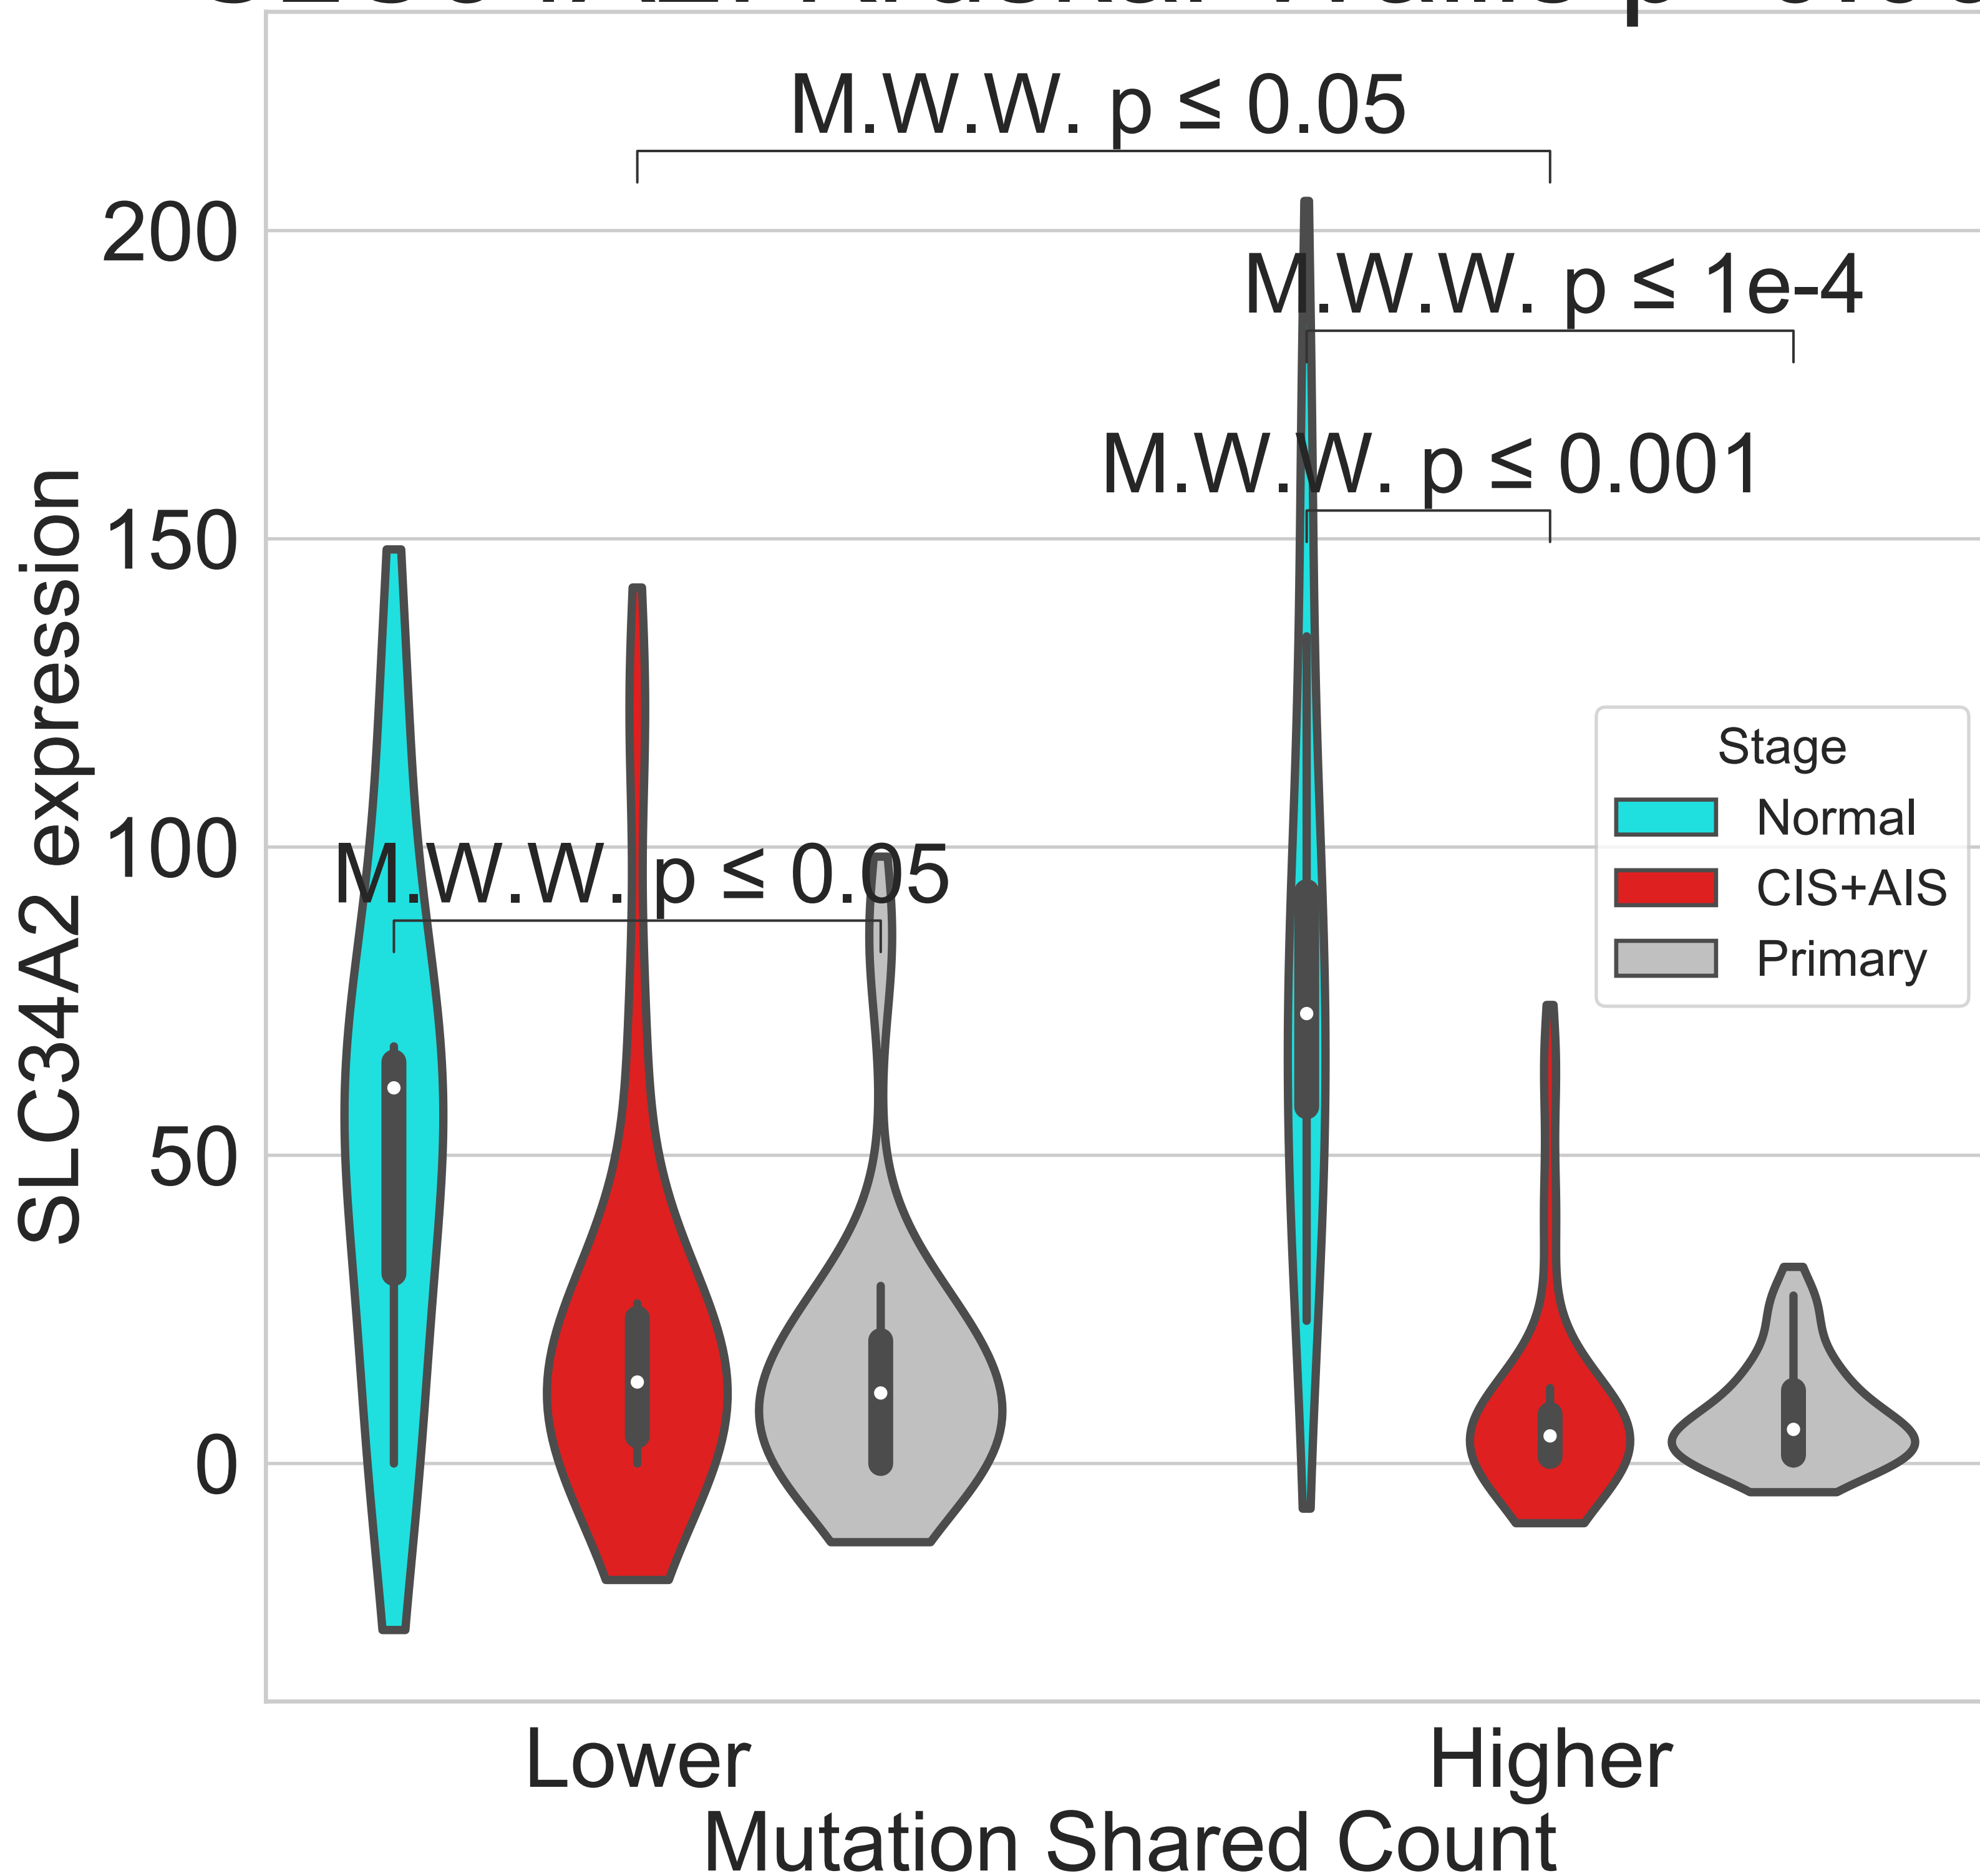 M.W.W. p ≤ 0.05
200
M.W.W. p ≤ 1e-4
M.W.W. p ≤ 0.001
150
SLC34A2 expression
Stage
Normal
CIS+AIS
Primary
100
M.W.W. p ≤ 0.05
50
0
Lower
Higher
Mutation Shared Count